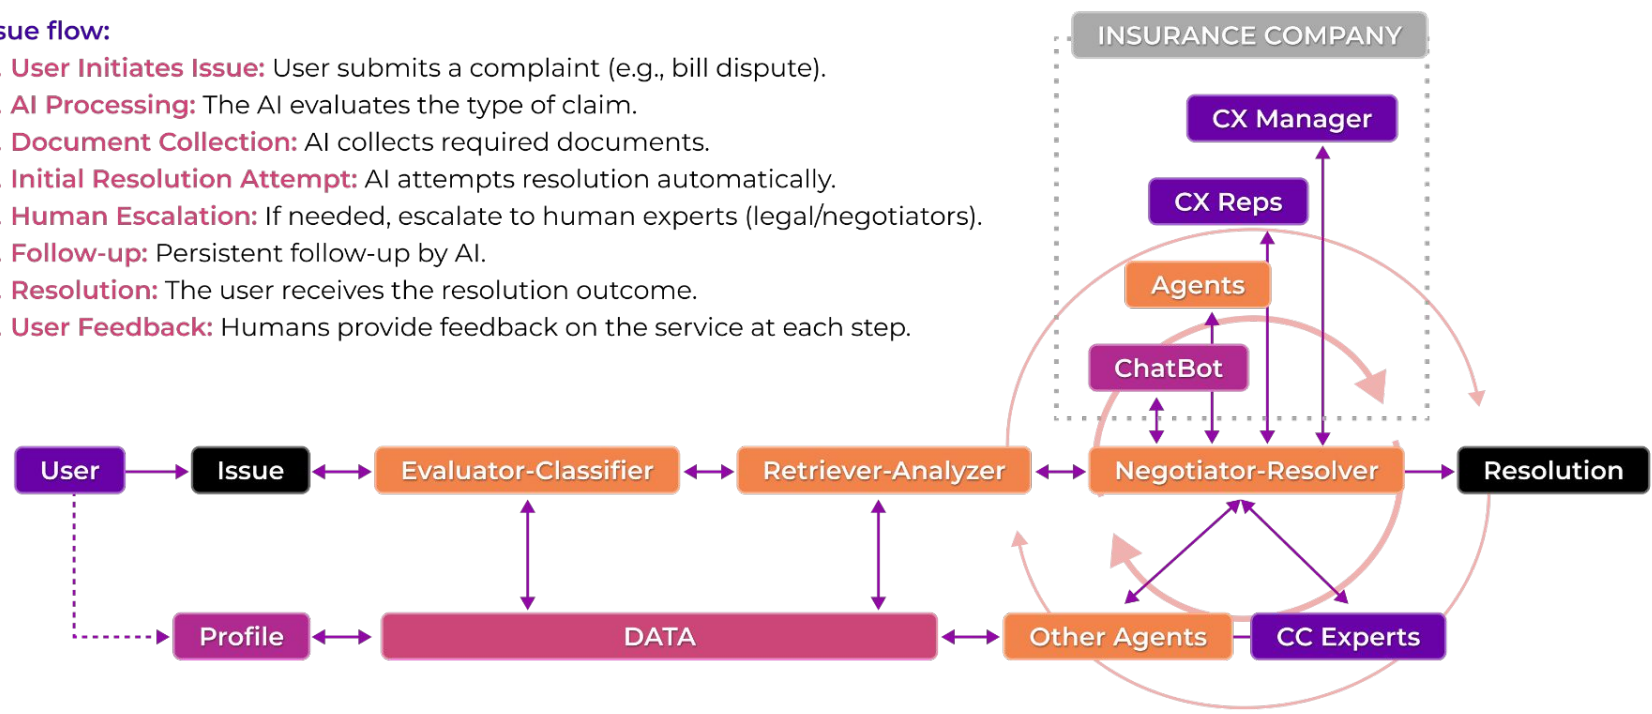 sue flow:
. User Initiates Issue: User submits a complaint (e.g., bill dispute).
. AI Processing: The AI evaluates the type of claim.
. Document Collection: AI collects required documents.
. Initial Resolution Attempt: AI attempts resolution automatically.
. Human Escalation: If needed, escalate to human experts (legal/negotiators).
. Follow-up: Persistent follow-up by AI.
. Resolution: The user receives the resolution outcome.
. User Feedback: Humans provide feedback on the service at each step.
INSURANCE COMPANY
CX Manager
CX Reps
Agents
ChatBot
User
Issue
Evaluator-Classifier
Retriever-Analyzer
Negotiator-Resolver
Resolution
Profile
DATA
Other Agents
CC Experts